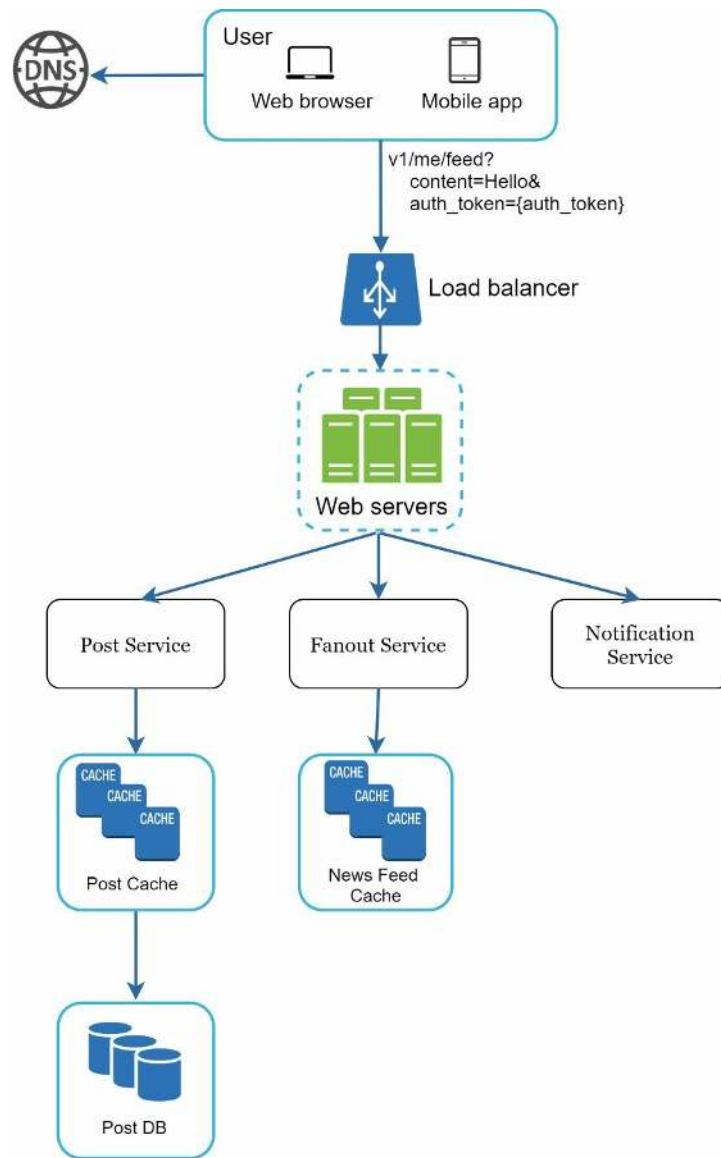 User
DNS
Web browser
Mobile app
v1/me/feed?
content=Hello&
auth_token={auth_token}
Load balancer
Web servers
Post Service
Fanout Service
Notification
Service
CACHE
CACHE
CACHE
Post Cache
CACHE
CACHE
CACHE
News Feed
Cache
Post DB